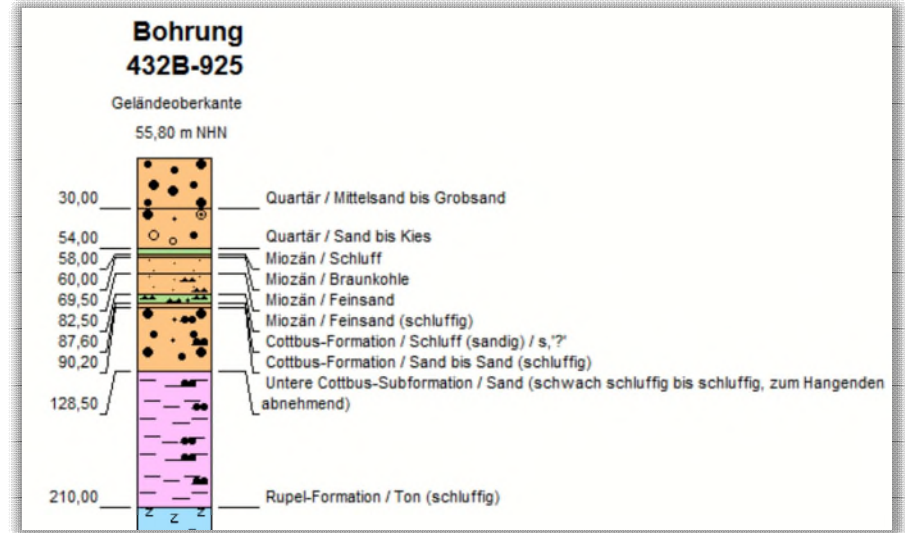 Bohrung
432B-925
Geländeoberkante
55,80 m NHN
30,00 Quartär / Mittelsand bis Grobsand
54,00 Quartär / Sand bis Kies
58,00 Miozän / Schluff
60,00 Miozän / Braunkohle
69,50 Miozän / Feinsand
82,50 Miozän / Feinsand (schluffig)
87,60 Cottbus-Formation / Schluff (sandig) / s,'?'
90,20 Cottbus-Formation / Sand bis Sand (schluffig)
Untere Cottbus-Subformation / Sand (schwach schluffig bis schluffig, zum Hangenden
128,50 abnehmend)
210,00 Rupel-Formation / Ton (schluffig)
z z z